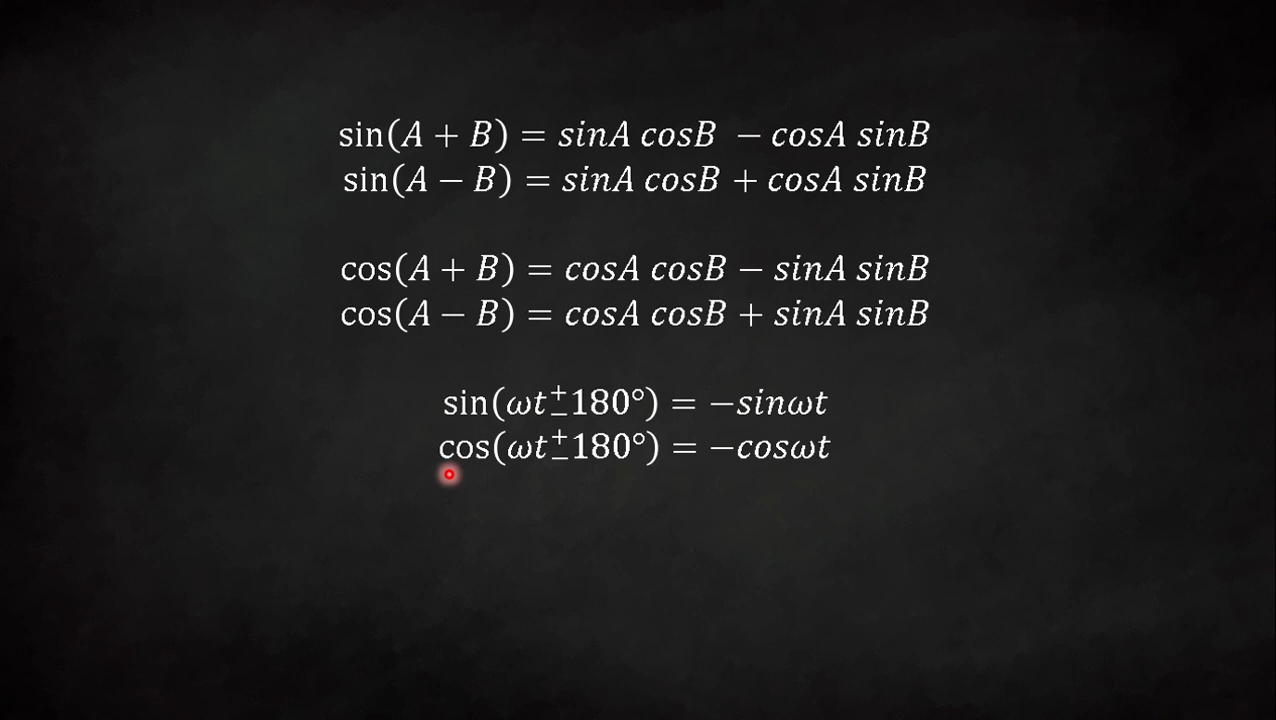 sin(A + B) = sinA cosB − cosA sinB
sin(A − B) = sinA cosB + cosA sinB
cos(A + B) = cosA cosB − sinA sinB
cos(A − B) = cosA cosB + sinA sinB
sin(ωt±180°) = −sinωt
cos(ωt±180°) = −cosωt